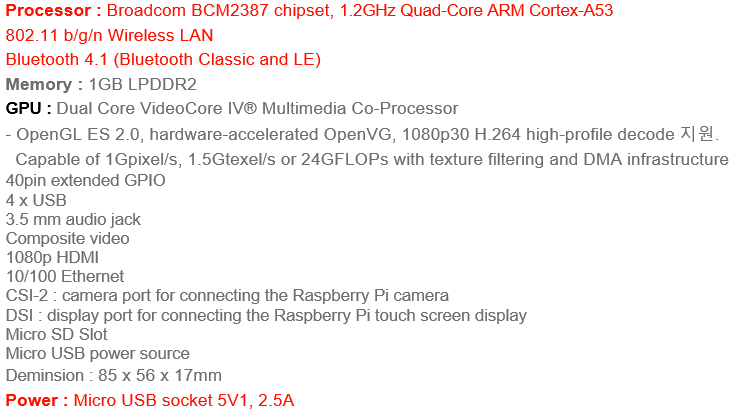 Processor : Broadcom BCM2387 chipset, 1.2GHz Quad-Core ARM Cortex-A53
802.11 b/g/n Wireless LAN
Bluetooth 4.1 (Bluetooth Classic and LE)
Memory : 1GB LPDDR2
GPU : Dual Core VideoCore IV® Multimedia Co-Processor
- OpenGL ES 2.0, hardware-accelerated OpenVG, 1080p30 H.264 high-profile decode 지원.
Capable of 1Gpixel/s, 1.5Gtexel/s or 24GFLOPs with texture filtering and DMA infrastructure
40pin extended GPIO
4 x USB
3.5 mm audio jack
Composite video
1080p HDMI
10/100 Ethernet
CSI-2 : camera port for connecting the Raspberry Pi camera
DSI : display port for connecting the Raspberry Pi touch screen display
Micro SD Slot
Micro USB power source
Deminsion : 85 x 56 x 17mm
Power : Micro USB socket 5V1, 2.5A